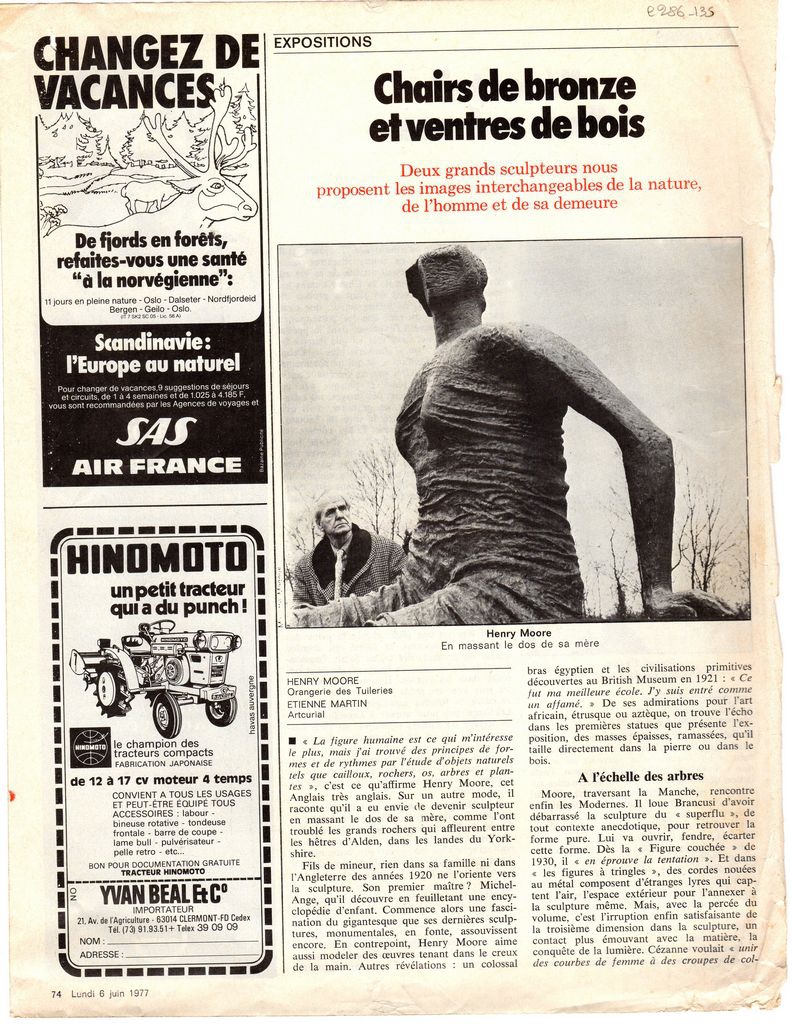 e286-135
CHANGEZ DE
VACANCES
De fjords en forêts,
refaites-vous une santé
"à la norvégienne":
11 jours en pleine nature - Oslo - Dalseter - Nordfjordeid
Bergen - Geilo - Oslo.
(IT 7 SK2 SC 05 - Lic. 56 A)
Scandinavie:
l'Europe au naturel
Pour changer de vacances,9 suggestions de séjours
et circuits, de 1 à 4 semaines et de 1.025 à 4.185 F,
vous sont recommandées par les Agences de voyages et
SAS
AIR FRANCE
Bazaine Publicité
HINOMOTO
un petit tracteur
qui a du punch!
HINOMOTO
HINOMOTO
havas auvergne
le champion des
tracteurs compacts
FABRICATION JAPONAISE
de 12 à 17 cv moteur 4 temps
CONVIENT A TOUS LES USAGES
ET PEUT-ÊTRE ÉQUIPÉ TOUS
ACCESSOIRES : labour -
bineuse rotative - tondeuse
frontale - barre de coupe -
lame bull - pulvérisateur -
pelle retro - etc...
BON POUR DOCUMENTATION GRATUITE
TRACTEUR HINOMOTO
NO
YVAN BEAL & Cº
IMPORTATEUR
21, Av. de l'Agriculture - 63014 CLERMONT-FD Cedex
Tél. (73) 91.93.51+ Telex 39 09 09
NOM :
ADRESSE :
74 Lundi 6 juin 1977
EXPOSITIONS
Chairs de bronze
et ventres de bois
Deux grands sculpteurs nous
proposent les images interchangeables de la nature,
de l'homme et de sa demeure
Henry Moore
En massant le dos de sa mère
HENRY MOORE
Orangerie des Tuileries
ETIENNE MARTIN
Artcurial
■ « La figure humaine est ce qui m'intéresse
le plus, mais j'ai trouvé des principes de for-
mes et de rythmes par l'étude d'objets naturels
tels que cailloux, rochers, os, arbres et plan-
tes », c'est ce qu'affirme Henry Moore, cet
Anglais très anglais. Sur un autre mode, il
raconte qu'il a eu envie de devenir sculpteur
en massant le dos de sa mère, comme l'ont
troublé les grands rochers qui affleurent entre
les hêtres d'Alden, dans les landes du York-
shire.
Fils de mineur, rien dans sa famille ni dans
l'Angleterre des années 1920 ne l'oriente vers
la sculpture. Son premier maître ? Michel-
Ange, qu'il découvre en feuilletant une ency-
clopédie d'enfant. Commence alors une fasci-
nation du gigantesque que ses dernières sculp-
tures, monumentales, en fonte, assouvissent
encore. En contrepoint, Henry Moore aime
aussi modeler des œuvres tenant dans le creux
de la main. Autres révélations : un colossal
bras égyptien et les civilisations primitives
découvertes au British Museum en 1921 : « Ce
fut ma meilleure école. J'y suis entré comme
un affamé. » De ses admirations pour l'art
africain, étrusque ou aztèque, on trouve l'écho
dans les premières statues que présente l'ex-
position, des masses épaisses, ramassées, qu'il
taille directement dans la pierre ou dans le
bois.
A l'échelle des arbres
Moore, traversant la Manche, rencontre
enfin les Modernes. Il loue Brancusi d'avoir
débarrassé la sculpture du « superflu », de
tout contexte anecdotique, pour retrouver la
forme pure. Lui va ouvrir, fendre, écarter
cette forme. Dès la « Figure couchée » de
1930, il « en éprouve la tentation ». Et dans
« les figures à tringles », des cordes nouées
au métal composent d'étranges lyres qui cap-
tent l'air, l'espace extérieur pour l'annexer à
la sculpture même. Mais, avec la percée du
volume, c'est l'irruption enfin satisfaisante de
la troisième dimension dans la sculpture, un
contact plus émouvant avec la matière, la
conquête de la lumière. Cézanne voulait « unir
des courbes de femme à des croupes de col-